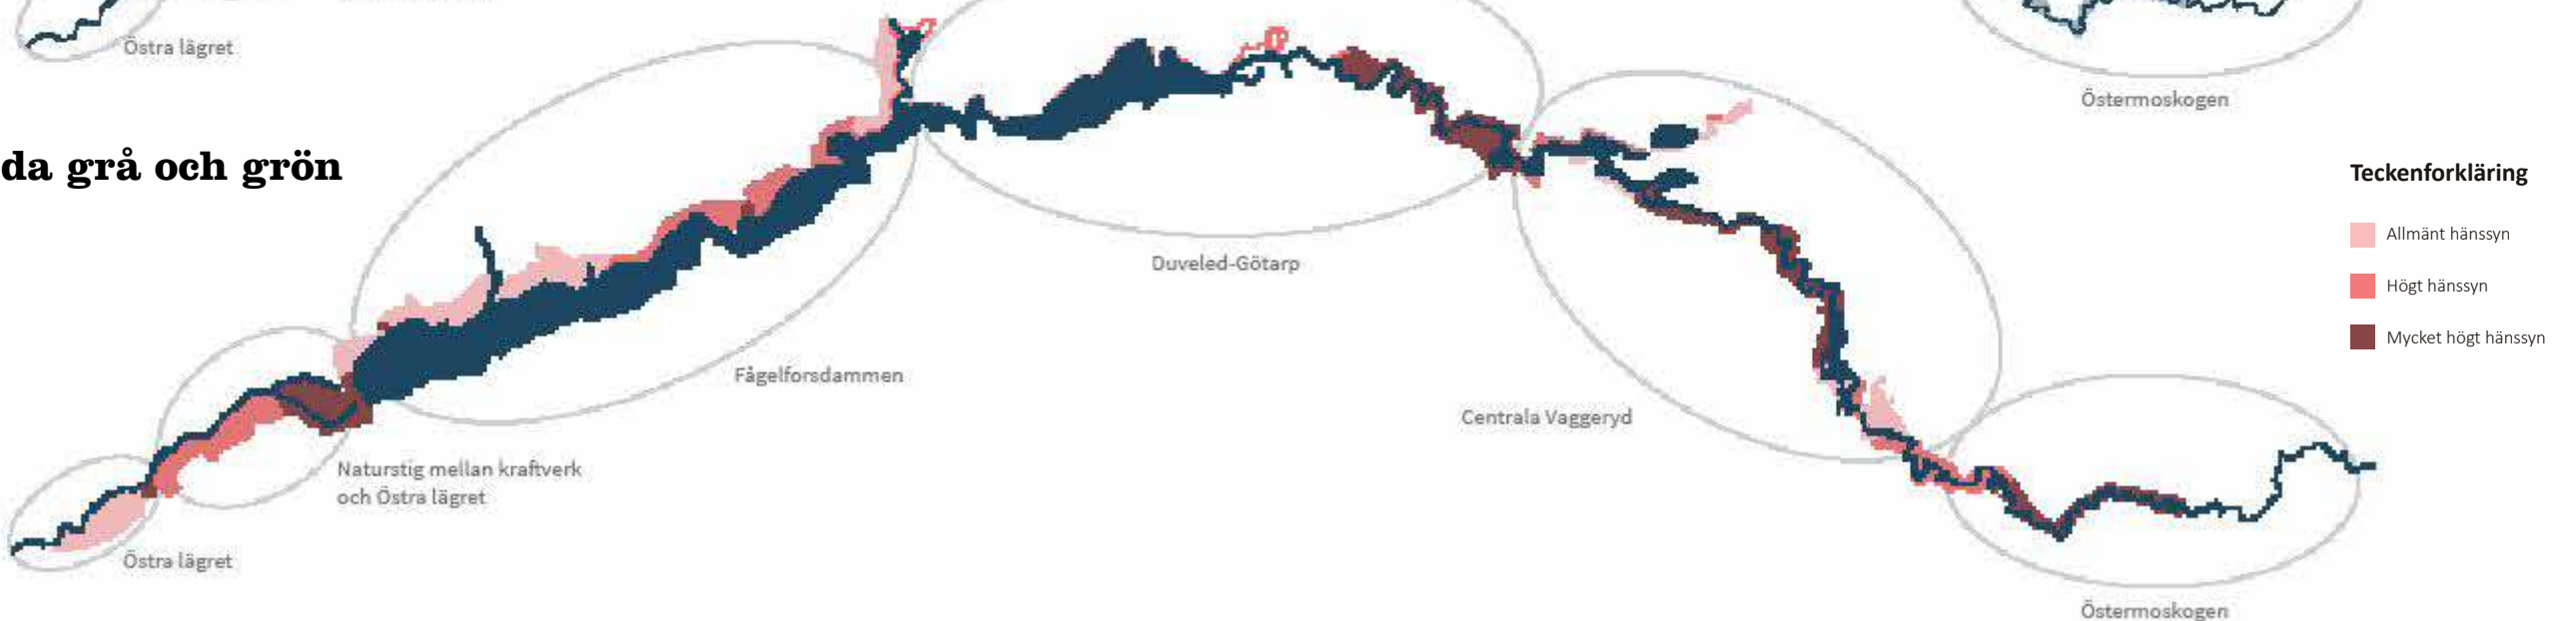 Östra lägret
Östermoskogen
da grå och grön
Teckenforkläring
Allmänt hänssyn
Högt hänssyn
Mycket högt hänssyn
Duveled-Götarp
Fågelforsdammen
Centrala Vaggeryd
Naturstig mellan kraftverk
och Östra lägret
Östra lägret
Östermoskogen